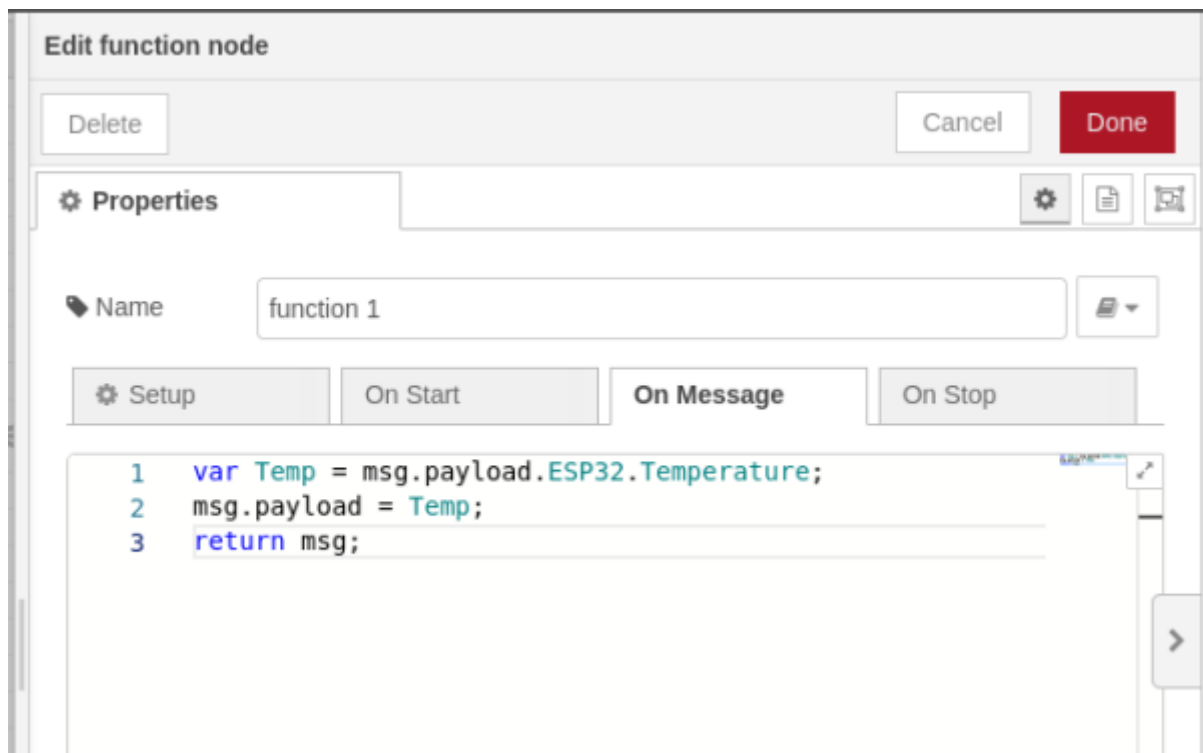 Edit function node
Delete
Cancel
Done
Properties
Name
function 1
Setup
On Start
On Message
On Stop
1 var Temp = msg.payload.ESP32.Temperature;
2 msg.payload = Temp;
3 return msg;